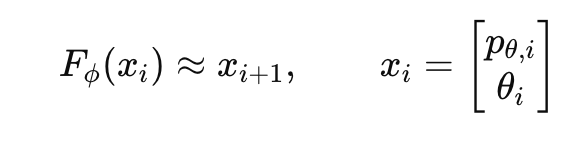 F_ϕ(x_i) ≈ x_{i+1},    x_i = [p_{θ,i} ; θ_i]